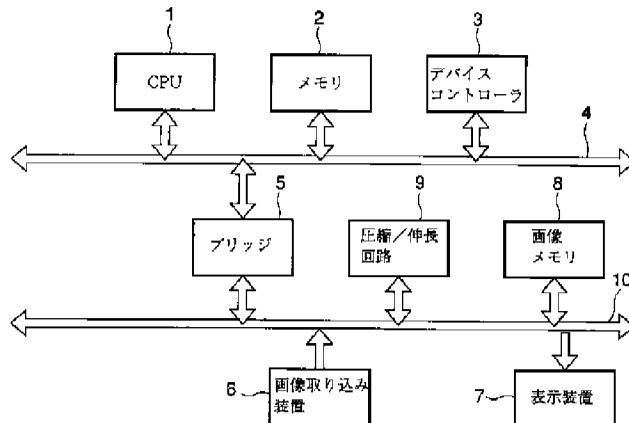 1
2
3
CPU
メモリ
デバイス
コントローラ
4
5
9
8
ブリッジ
圧縮／伸長
回路
画像
メモリ
10
6
画像取り込み
装置
7
表示装置